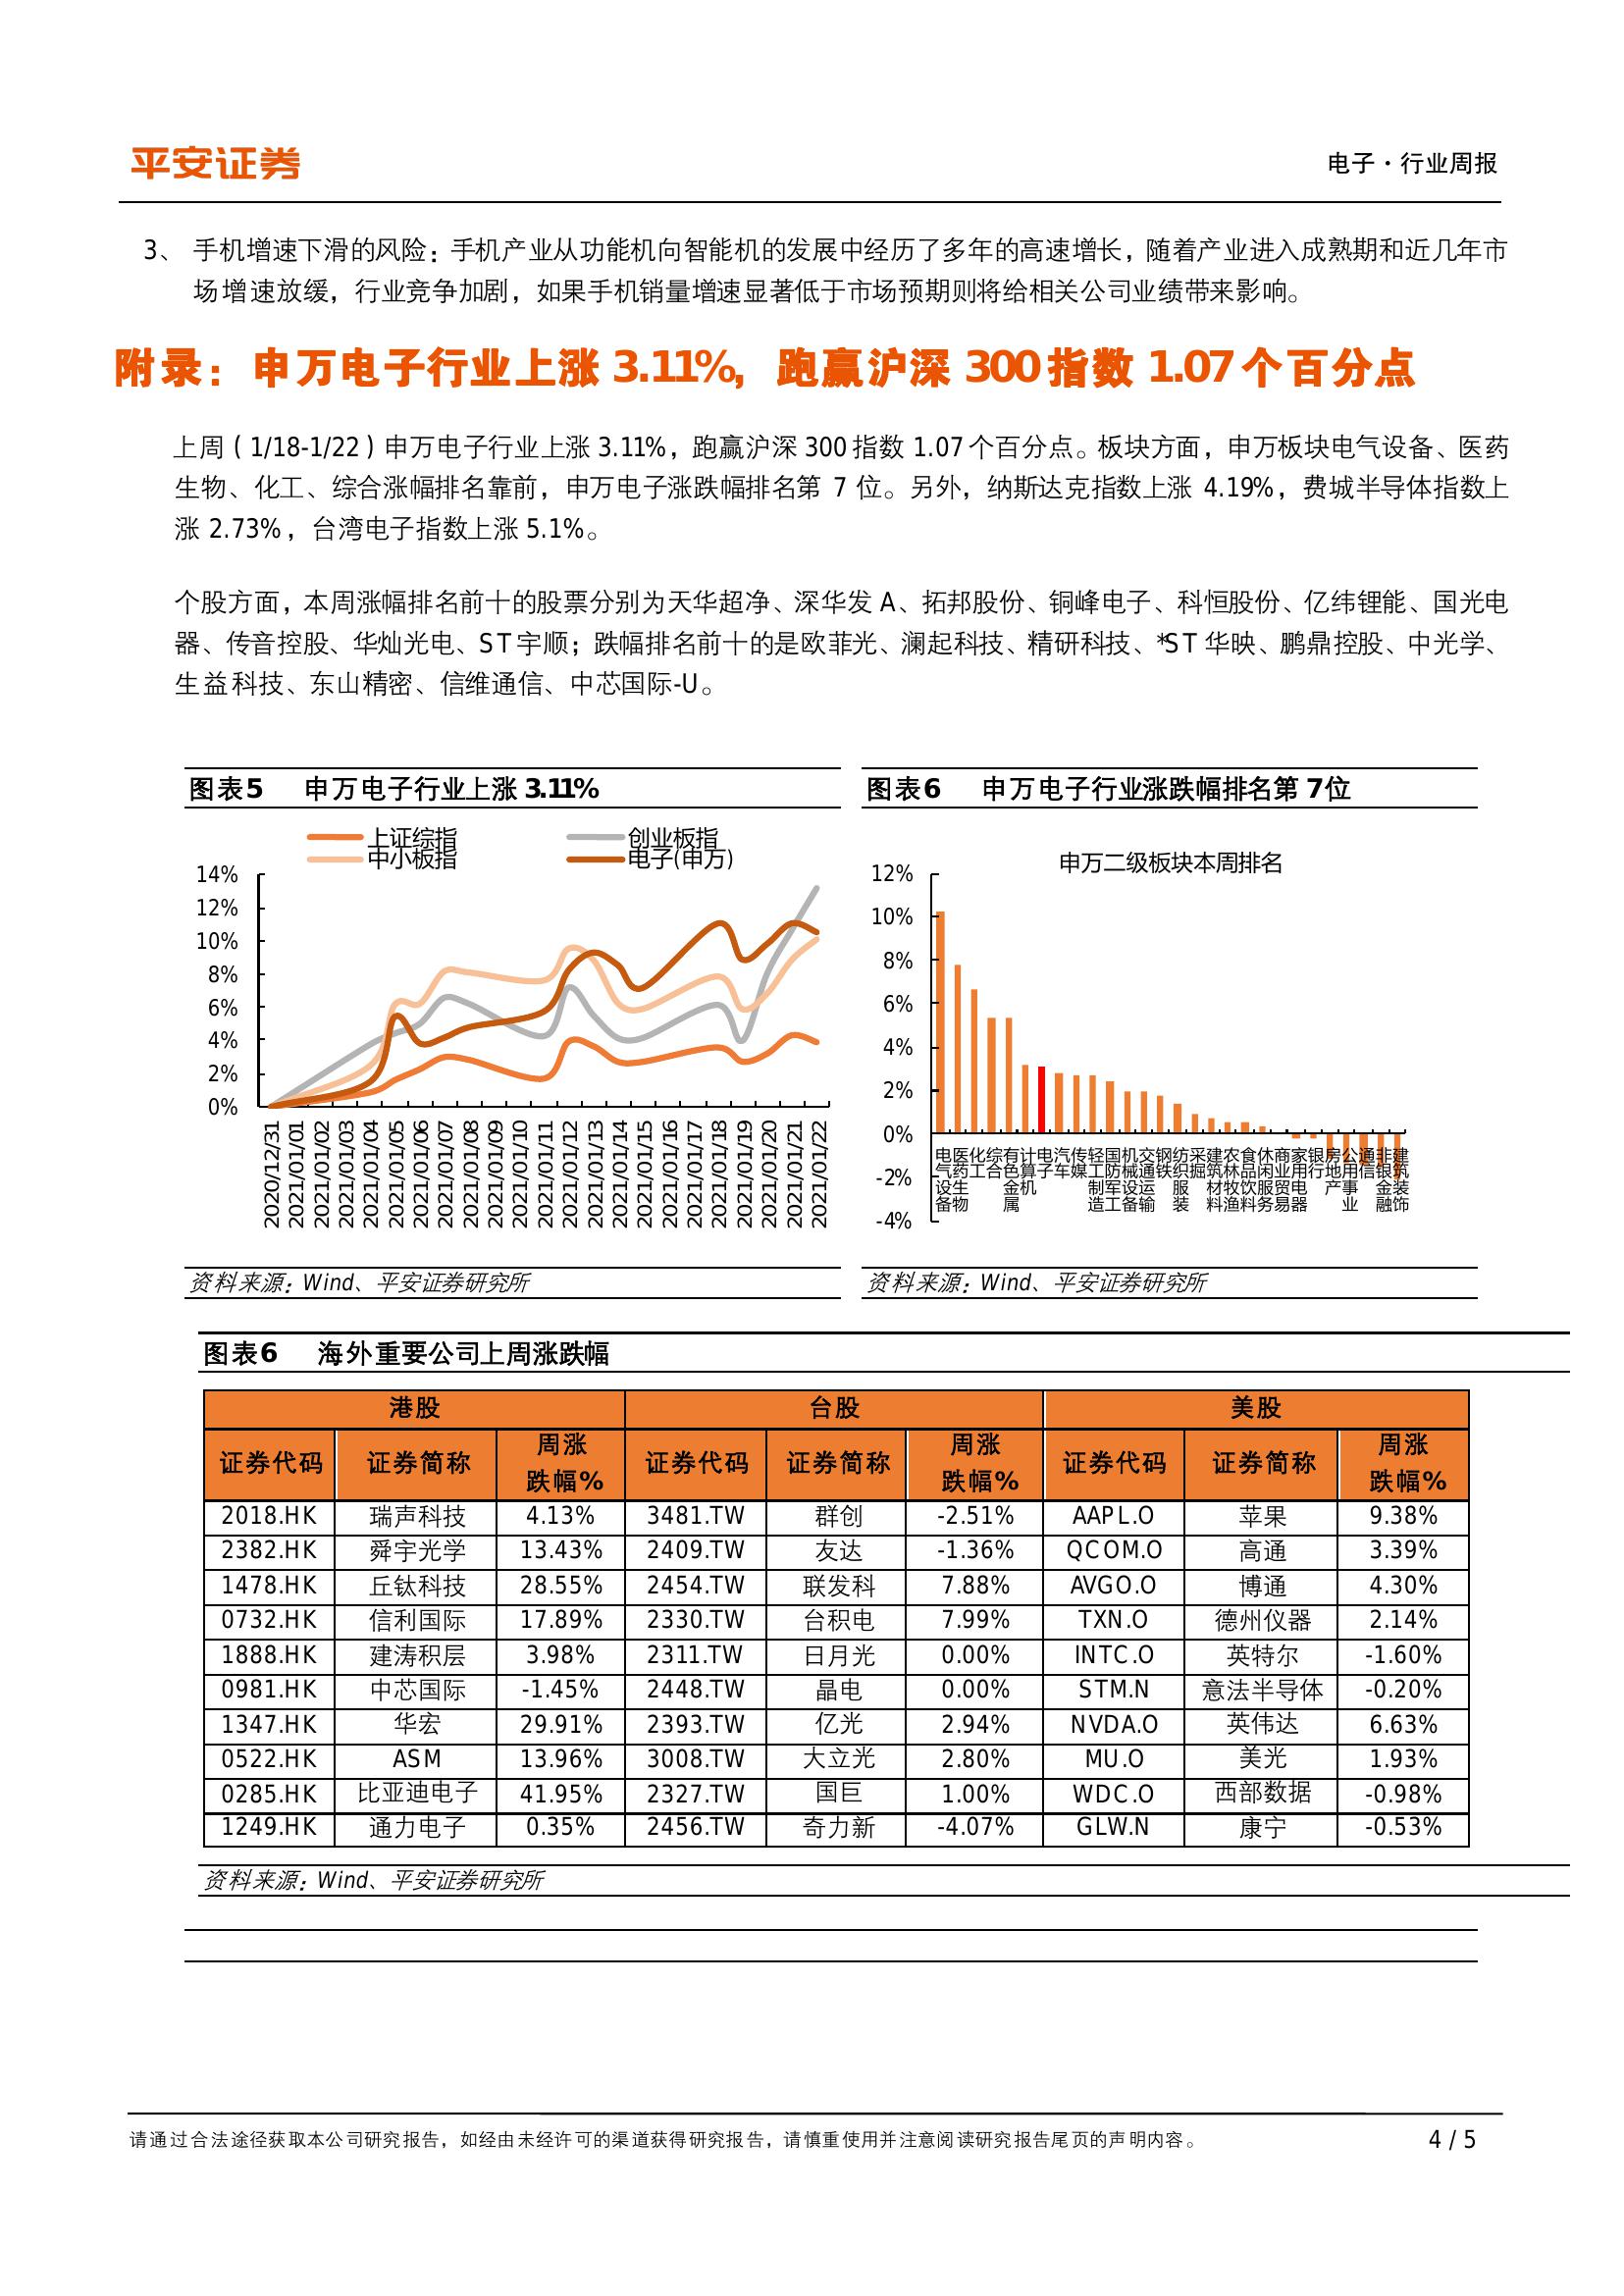 平安证券
电子·行业周报
3、 手机增速下滑的风险：手机产业从功能机向智能机的发展中经历了多年的高速增长，随着产业进入成熟期和近几年市
场增速放缓，行业竞争加剧，如果手机销量增速显著低于市场预期则将给相关公司业绩带来影响。
附录：申万电子行业上涨 3.11%，跑赢沪深 300 指数 1.07 个百分点
上周（1/18-1/22）申万电子行业上涨 3.11%，跑赢沪深 300 指数 1.07 个百分点。板块方面，申万板块电气设备、医药
生物、化工、综合涨幅排名靠前，申万电子涨跌幅排名第 7 位。另外，纳斯达克指数上涨 4.19%，费城半导体指数上
涨 2.73%，台湾电子指数上涨 5.1%。
个股方面，本周涨幅排名前十的股票分别为天华超净、深华发 A、拓邦股份、铜峰电子、科恒股份、亿纬锂能、国光电
器、传音控股、华灿光电、ST 宇顺；跌幅排名前十的是欧菲光、澜起科技、精研科技、*ST 华映、鹏鼎控股、中光学、
生益科技、东山精密、信维通信、中芯国际-U。
图表5 申万电子行业上涨 3.11%
上证综指 创业板指
中小板指 电子(申万)
14%
12%
10%
8%
6%
4%
2%
0%
2020/12/31
2021/01/01
2021/01/02
2021/01/03
2021/01/04
2021/01/05
2021/01/06
2021/01/07
2021/01/08
2021/01/09
2021/01/10
2021/01/11
2021/01/12
2021/01/13
2021/01/14
2021/01/15
2021/01/16
2021/01/17
2021/01/18
2021/01/19
2021/01/20
2021/01/21
2021/01/22
资料来源：Wind、平安证券研究所
图表6 申万电子行业涨跌幅排名第 7位
申万二级板块本周排名
12%
10%
8%
6%
4%
2%
0%
-2%
-4%
电气设备
医药生物
化工
综合
有色金属
计算机
电子
汽车
传媒
轻工制造
国防军工
机械设备
交通运输
钢铁
纺织服装
采掘
建筑材料
农林牧渔
食品饮料
休闲服务
商业贸易
家用电器
银行
房地产
公用事业
通信
非银金融
建筑装饰
资料来源：Wind、平安证券研究所
图表6 海外重要公司上周涨跌幅
港股 台股 美股
证券代码 证券简称 周涨跌幅% 证券代码 证券简称 周涨跌幅% 证券代码 证券简称 周涨跌幅%
2018.HK 瑞声科技 4.13% 3481.TW 群创 -2.51% AAPL.O 苹果 9.38%
2382.HK 舜宇光学 13.43% 2409.TW 友达 -1.36% QCOM.O 高通 3.39%
1478.HK 丘钛科技 28.55% 2454.TW 联发科 7.88% AVGO.O 博通 4.30%
0732.HK 信利国际 17.89% 2330.TW 台积电 7.99% TXN.O 德州仪器 2.14%
1888.HK 建涛积层 3.98% 2311.TW 日月光 0.00% INTC.O 英特尔 -1.60%
0981.HK 中芯国际 -1.45% 2448.TW 晶电 0.00% STM.N 意法半导体 -0.20%
1347.HK 华宏 29.91% 2393.TW 亿光 2.94% NVDA.O 英伟达 6.63%
0522.HK ASM 13.96% 3008.TW 大立光 2.80% MU.O 美光 1.93%
0285.HK 比亚迪电子 41.95% 2327.TW 国巨 1.00% WDC.O 西部数据 -0.98%
1249.HK 通力电子 0.35% 2456.TW 奇力新 -4.07% GLW.N 康宁 -0.53%
资料来源：Wind、平安证券研究所
请通过合法途径获取本公司研究报告，如经由未经许可的渠道获得研究报告，请慎重使用并注意阅读研究报告尾页的声明内容。
4 / 5